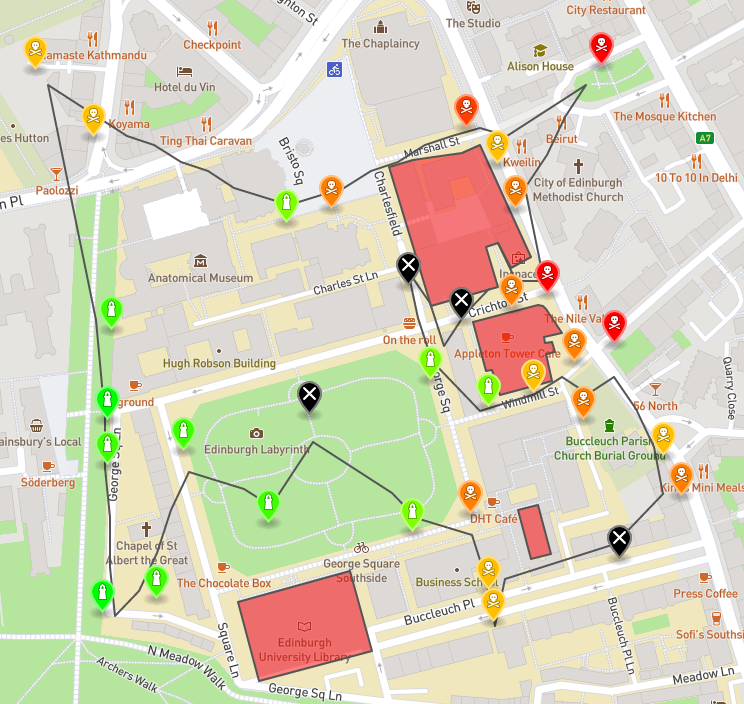 City Restaurant
The Studio
ghton St
Checkpoint
The Chaplaincy
Alison House
amaste Kathmandu
Hotel du Vin
The Mosque Kitchen
Koyama
Ting Thai Caravan
Beirut
A7
es Hutton
Bristo Sq
Marshall St
Kweilin
Paolozzi
Charlesfield
City of Edinburgh
Methodist Church
10 To 10 In Delhi
n Pl
Anatomical Museum
Charles St Ln
Crichton St
The Nile Val
On the roll
Appleton Tower Cafe
Hugh Robson Building
George Sq
Windmill St
56 North
Quarry Close
ground
ainsbury's Local
Edinburgh Labyrinth
Buccleuch Parish
Church Burial Ground
Söderberg
George Sq Ln
King's Mini Meals
DHT Café
Chapel of St
Albert the Great
George Square
Southside
The Chocolate Box
Business School
Press Coffee
Buccleuch Pl
Buccleuch Pl Ln
Sofi's Southsi
Edinburgh
University Library
Square Ln
N Meadow Walk
Archers Walk
Meadow Ln
George Sq Ln